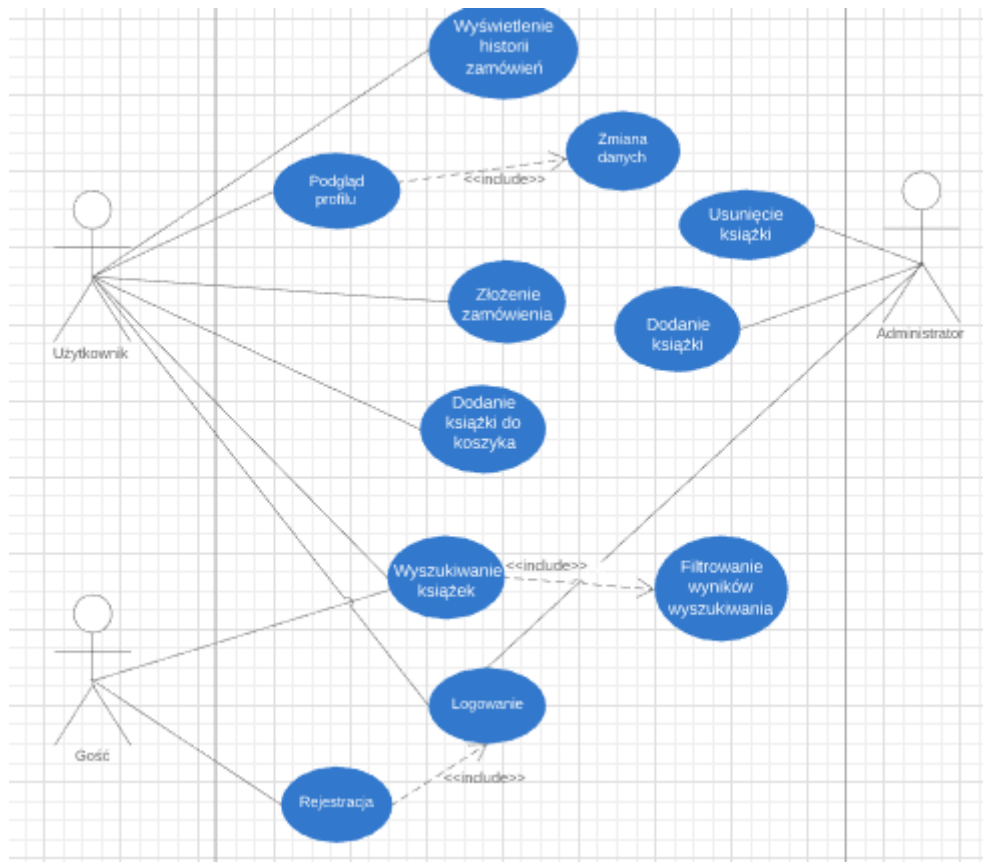 Wyświetlenie
historii
zamówień
Zmiana
danych
<<include>>
Podgląd
profilu
Usunięcie
książki
Złożenie
zamówienia
Dodanie
książki
Administrator
Użytkownik
Dodanie
książki do
koszyka
Wyszukiwanie
książek
<<include>>
Filtrowanie
wyników
wyszukiwania
Logowanie
Gość
<<include>>
Rejestracja